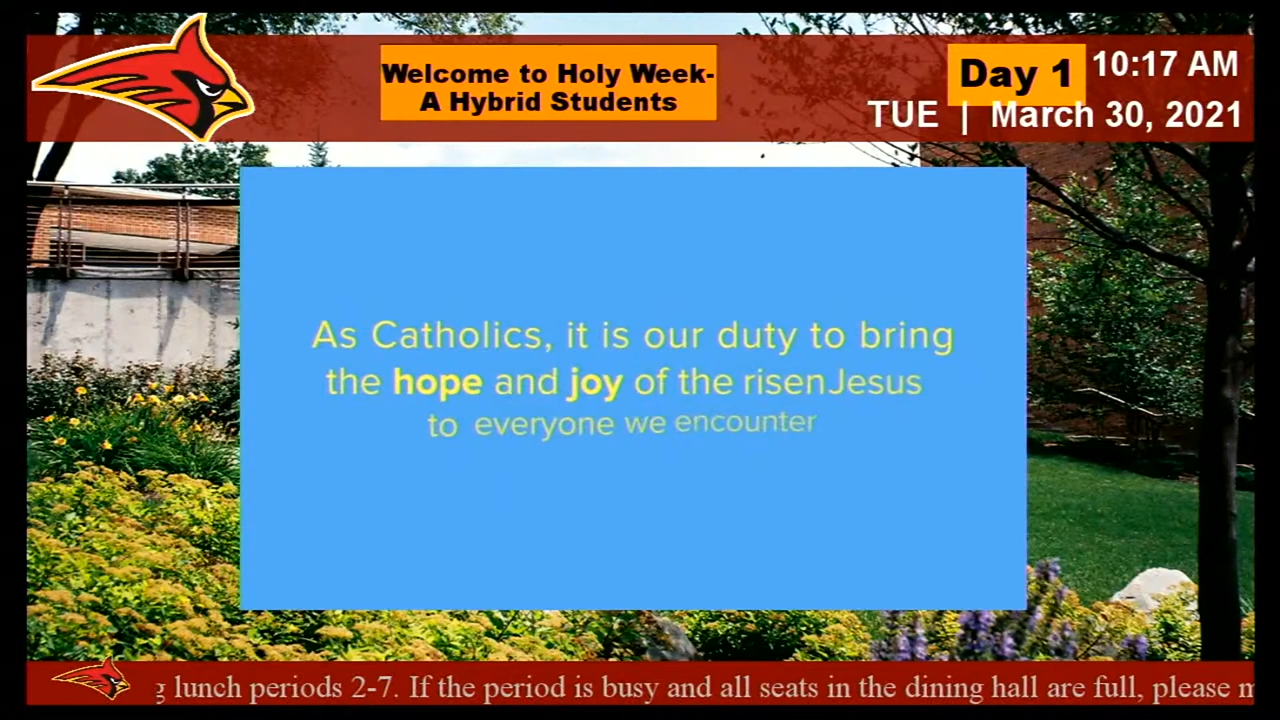 Welcome to Holy Week-
A Hybrid Students
Day 1
10:17 AM
TUE | March 30, 2021
As Catholics, it is our duty to bring
the hope and joy of the risen Jesus
to everyone we encounter
lunch periods 2-7. If the period is busy and all seats in the dining hall are full, please